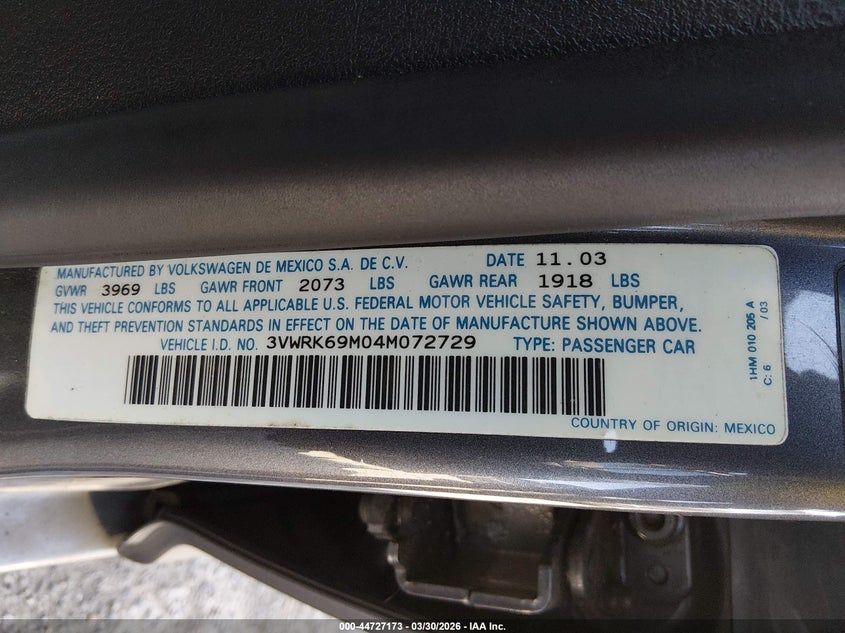 MANUFACTURED BY VOLKSWAGEN DE MEXICO S.A. DE C.V. DATE 11.03
GVWR 3969 LBS GAWR FRONT 2073 LBS GAWR REAR 1918 LBS
THIS VEHICLE CONFORMS TO ALL APPLICABLE U.S. FEDERAL MOTOR VEHICLE SAFETY, BUMPER,
AND THEFT PREVENTION STANDARDS IN EFFECT ON THE DATE OF MANUFACTURE SHOWN ABOVE.
VEHICLE I.D. NO. 3VWRK69M04M072729 TYPE: PASSENGER CAR
COUNTRY OF ORIGIN: MEXICO
1HM 010 205 A
C: 6 / 03
000-44727173 — 03/30/2026 — IAA Inc.